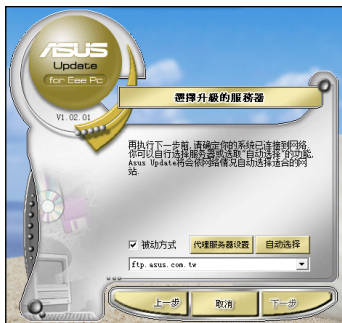 ASUS
Update
for Eee Pc
V1.02.01
選擇升級的服務器
再执行下一步前,请确定你的系统已连接到网络.
你可以自行选择服务器或选取"自动选择"的功能.
Asus Update将会依网络情况自动选择适合的网
站.
被动方式
代理服务器设置
自动选择
ftp.asus.com.tw
上一步
取消
下一步